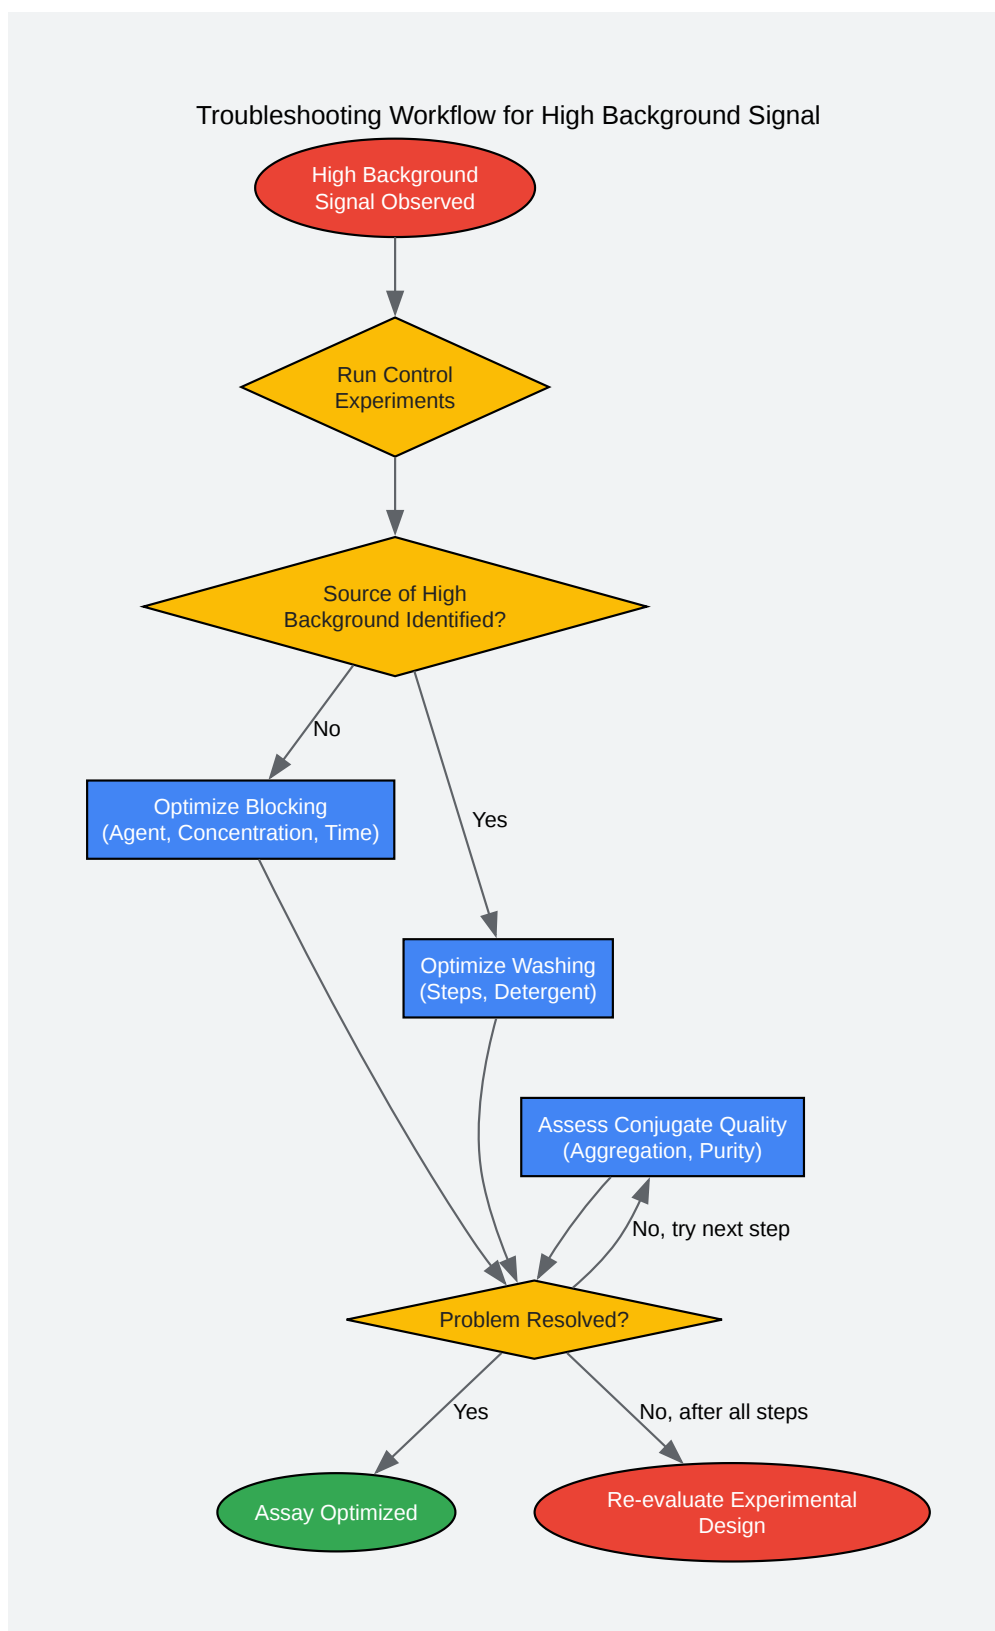 Troubleshooting Workflow for High Background Signal
High Background
Signal Observed
Run Control
Experiments
Source of High
Background Identified?
No
Optimize Blocking
(Agent, Concentration, Time)
Yes
Optimize Washing
(Steps, Detergent)
Assess Conjugate Quality
(Aggregation, Purity)
No, try next step
Problem Resolved?
Yes
No, after all steps
Assay Optimized
Re-evaluate Experimental
Design